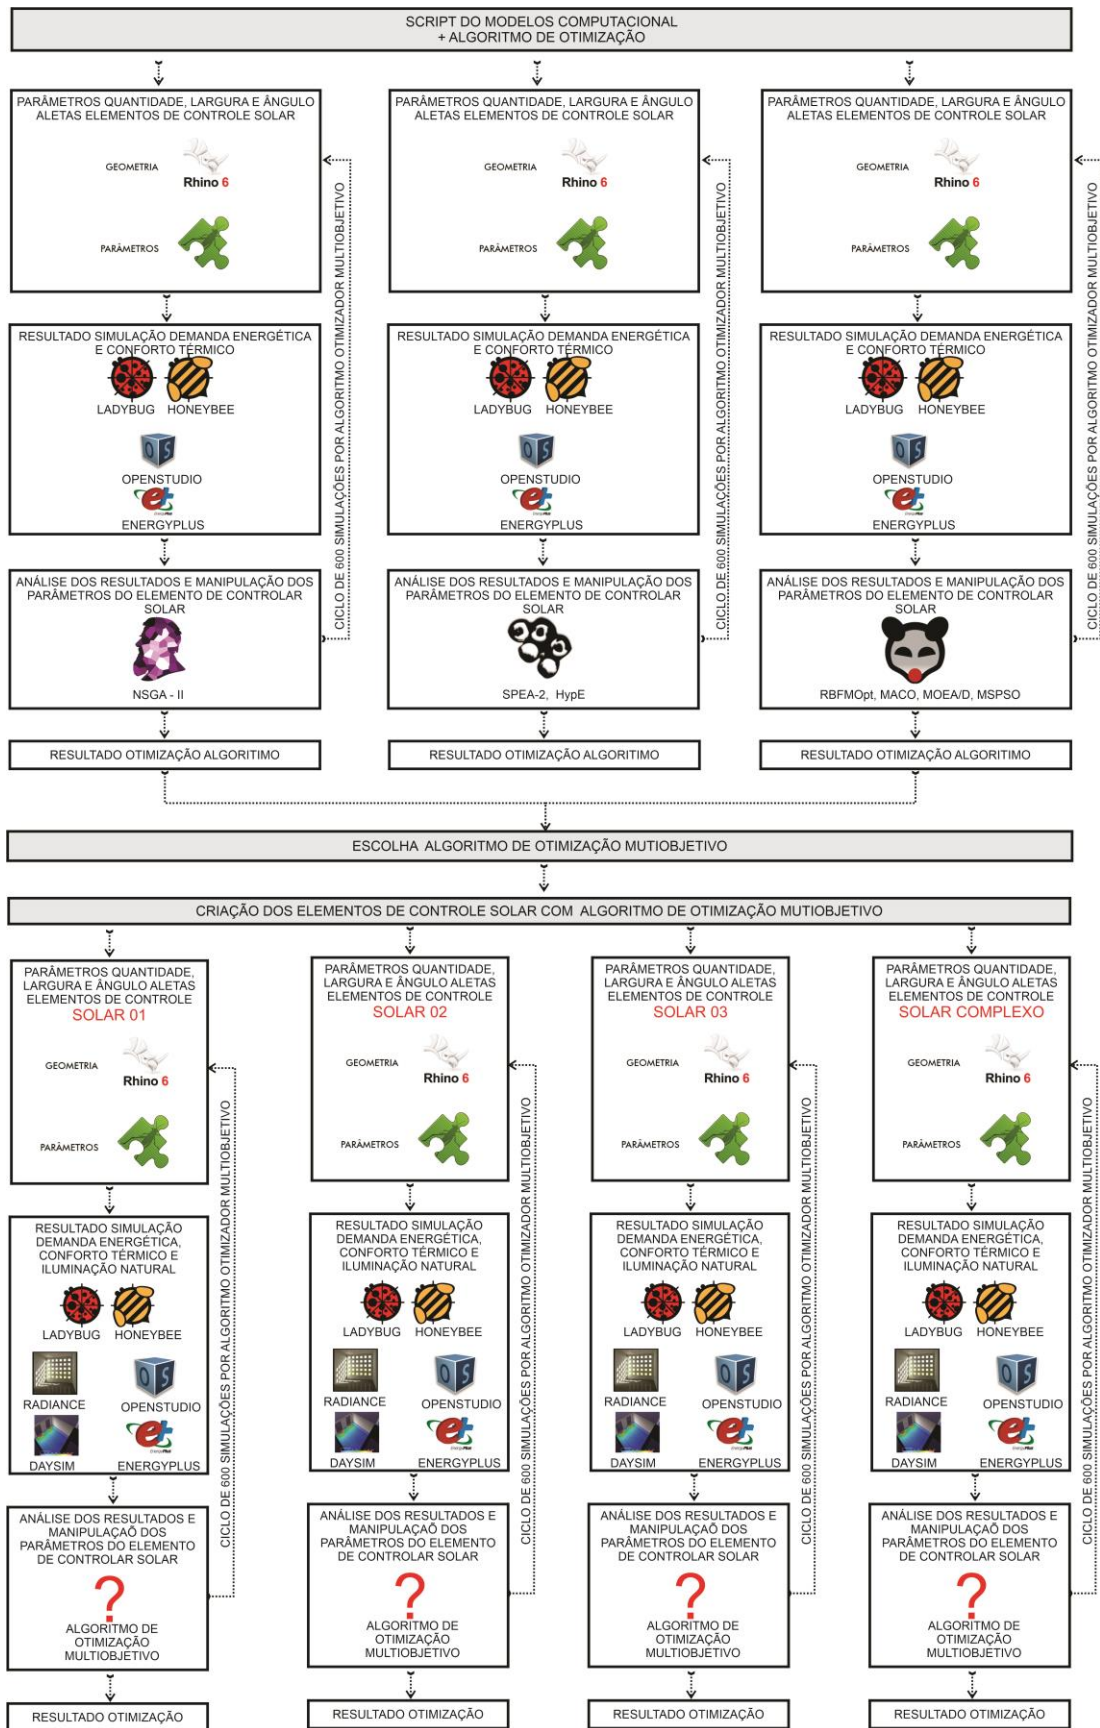 SCRIPT DO MODELOS COMPUTACIONAL
+ ALGORITMO DE OTIMIZAÇÃO
PARÂMETROS QUANTIDADE, LARGURA E ÂNGULO
ALETAS ELEMENTOS DE CONTROLE SOLAR
GEOMETRIA
Rhino 6
PARÂMETROS
RESULTADO SIMULAÇÃO DEMANDA ENERGÉTICA
E CONFORTO TÉRMICO
LADYBUG HONEYBEE
OS
OPENSTUDIO
et
ENERGYPLUS
ANÁLISE DOS RESULTADOS E MANIPULAÇÃO DOS
PARÂMETROS DO ELEMENTO DE CONTROLAR
SOLAR
NSGA - II
CICLO DE 600 SIMULAÇÕES POR ALGORITMO OTIMIZADOR MULTIOBJETIVO
RESULTADO OTIMIZAÇÃO ALGORITIMO
PARÂMETROS QUANTIDADE, LARGURA E ÂNGULO
ALETAS ELEMENTOS DE CONTROLE SOLAR
GEOMETRIA
Rhino 6
PARÂMETROS
RESULTADO SIMULAÇÃO DEMANDA ENERGÉTICA
E CONFORTO TÉRMICO
LADYBUG HONEYBEE
OS
OPENSTUDIO
et
ENERGYPLUS
ANÁLISE DOS RESULTADOS E MANIPULAÇÃO DOS
PARÂMETROS DO ELEMENTO DE CONTROLAR
SOLAR
SPEA-2, HypE
CICLO DE 600 SIMULAÇÕES POR ALGORITMO OTIMIZADOR MULTIOBJETIVO
RESULTADO OTIMIZAÇÃO ALGORITIMO
PARÂMETROS QUANTIDADE, LARGURA E ÂNGULO
ALETAS ELEMENTOS DE CONTROLE SOLAR
GEOMETRIA
Rhino 6
PARÂMETROS
RESULTADO SIMULAÇÃO DEMANDA ENERGÉTICA
E CONFORTO TÉRMICO
LADYBUG HONEYBEE
OS
OPENSTUDIO
et
ENERGYPLUS
ANÁLISE DOS RESULTADOS E MANIPULAÇÃO DOS
PARÂMETROS DO ELEMENTO DE CONTROLAR
SOLAR
RBFMOpt, MACO, MOEA/D, MSPSO
CICLO DE 600 SIMULAÇÕES POR ALGORITMO OTIMIZADOR MULTIOBJETIVO
RESULTADO OTIMIZAÇÃO ALGORITIMO
ESCOLHA ALGORITMO DE OTIMIZAÇÃO MUTIOBJETIVO
CRIAÇÃO DOS ELEMENTOS DE CONTROLE SOLAR COM ALGORITMO DE OTIMIZAÇÃO MUTIOBJETIVO
PARÂMETROS QUANTIDADE,
LARGURA E ÂNGULO ALETAS
ELEMENTOS DE CONTROLE
SOLAR 01
GEOMETRIA
Rhino 6
PARÂMETROS
RESULTADO SIMULAÇÃO
DEMANDA ENERGÉTICA,
CONFORTO TÉRMICO E
ILUMINAÇÃO NATURAL
LADYBUG HONEYBEE
OS
RADIANCE OPENSTUDIO
et
DAYSIM ENERGYPLUS
ANÁLISE DOS RESULTADOS E
MANIPULAÇAÕ DOS
PARÂMETROS DO ELEMENTO
DE CONTROLAR SOLAR
?
ALGORITMO DE
OTIMIZAÇÃO
MULTIOBJETIVO
CICLO DE 600 SIMULAÇÕES POR ALGORITMO OTIMIZADOR MULTIOBJETIVO
RESULTADO OTIMIZAÇÃO
PARÂMETROS QUANTIDADE,
LARGURA E ÂNGULO ALETAS
ELEMENTOS DE CONTROLE
SOLAR 02
GEOMETRIA
Rhino 6
PARÂMETROS
RESULTADO SIMULAÇÃO
DEMANDA ENERGÉTICA,
CONFORTO TÉRMICO E
ILUMINAÇÃO NATURAL
LADYBUG HONEYBEE
OS
RADIANCE OPENSTUDIO
et
DAYSIM ENERGYPLUS
ANÁLISE DOS RESULTADOS E
MANIPULAÇAÕ DOS
PARÂMETROS DO ELEMENTO
DE CONTROLAR SOLAR
?
ALGORITMO DE
OTIMIZAÇÃO
MULTIOBJETIVO
CICLO DE 600 SIMULAÇÕES POR ALGORITMO OTIMIZADOR MULTIOBJETIVO
RESULTADO OTIMIZAÇÃO
PARÂMETROS QUANTIDADE,
LARGURA E ÂNGULO ALETAS
ELEMENTOS DE CONTROLE
SOLAR 03
GEOMETRIA
Rhino 6
PARÂMETROS
RESULTADO SIMULAÇÃO
DEMANDA ENERGÉTICA,
CONFORTO TÉRMICO E
ILUMINAÇÃO NATURAL
LADYBUG HONEYBEE
OS
RADIANCE OPENSTUDIO
et
DAYSIM ENERGYPLUS
ANÁLISE DOS RESULTADOS E
MANIPULAÇAÕ DOS
PARÂMETROS DO ELEMENTO
DE CONTROLAR SOLAR
?
ALGORITMO DE
OTIMIZAÇÃO
MULTIOBJETIVO
CICLO DE 600 SIMULAÇÕES POR ALGORITMO OTIMIZADOR MULTIOBJETIVO
RESULTADO OTIMIZAÇÃO
PARÂMETROS QUANTIDADE,
LARGURA E ÂNGULO ALETAS
ELEMENTOS DE CONTROLE
SOLAR COMPLEXO
GEOMETRIA
Rhino 6
PARÂMETROS
RESULTADO SIMULAÇÃO
DEMANDA ENERGÉTICA,
CONFORTO TÉRMICO E
ILUMINAÇÃO NATURAL
LADYBUG HONEYBEE
OS
RADIANCE OPENSTUDIO
et
DAYSIM ENERGYPLUS
ANÁLISE DOS RESULTADOS E
MANIPULAÇAÕ DOS
PARÂMETROS DO ELEMENTO
DE CONTROLAR SOLAR
?
ALGORITMO DE
OTIMIZAÇÃO
MULTIOBJETIVO
CICLO DE 600 SIMULAÇÕES POR ALGORITMO OTIMIZADOR MULTIOBJETIVO
RESULTADO OTIMIZAÇÃO